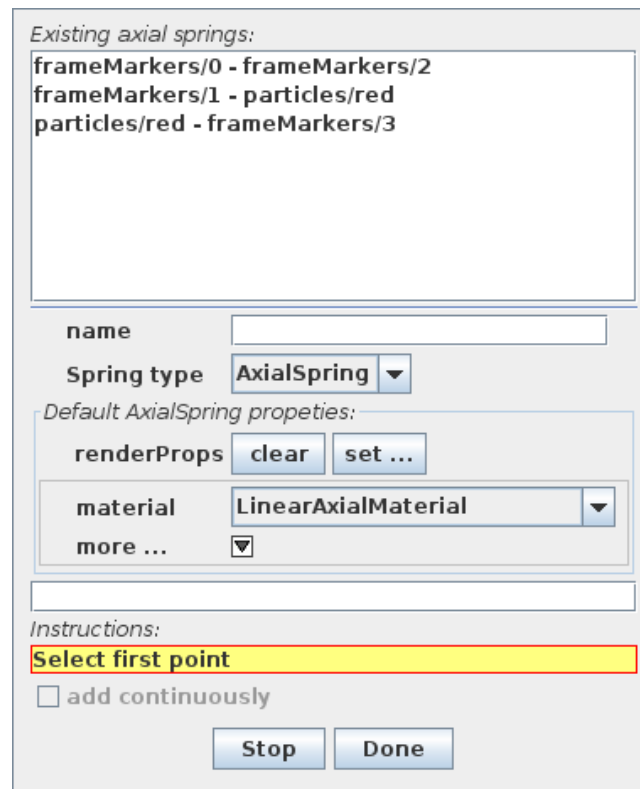 Existing axial springs:
frameMarkers/0 - frameMarkers/2
frameMarkers/1 - particles/red
particles/red - frameMarkers/3
name
Spring type AxialSpring
Default AxialSpring propeties:
renderProps clear set ...
material LinearAxialMaterial
more ...
Instructions:
Select first point
add continuously
Stop Done